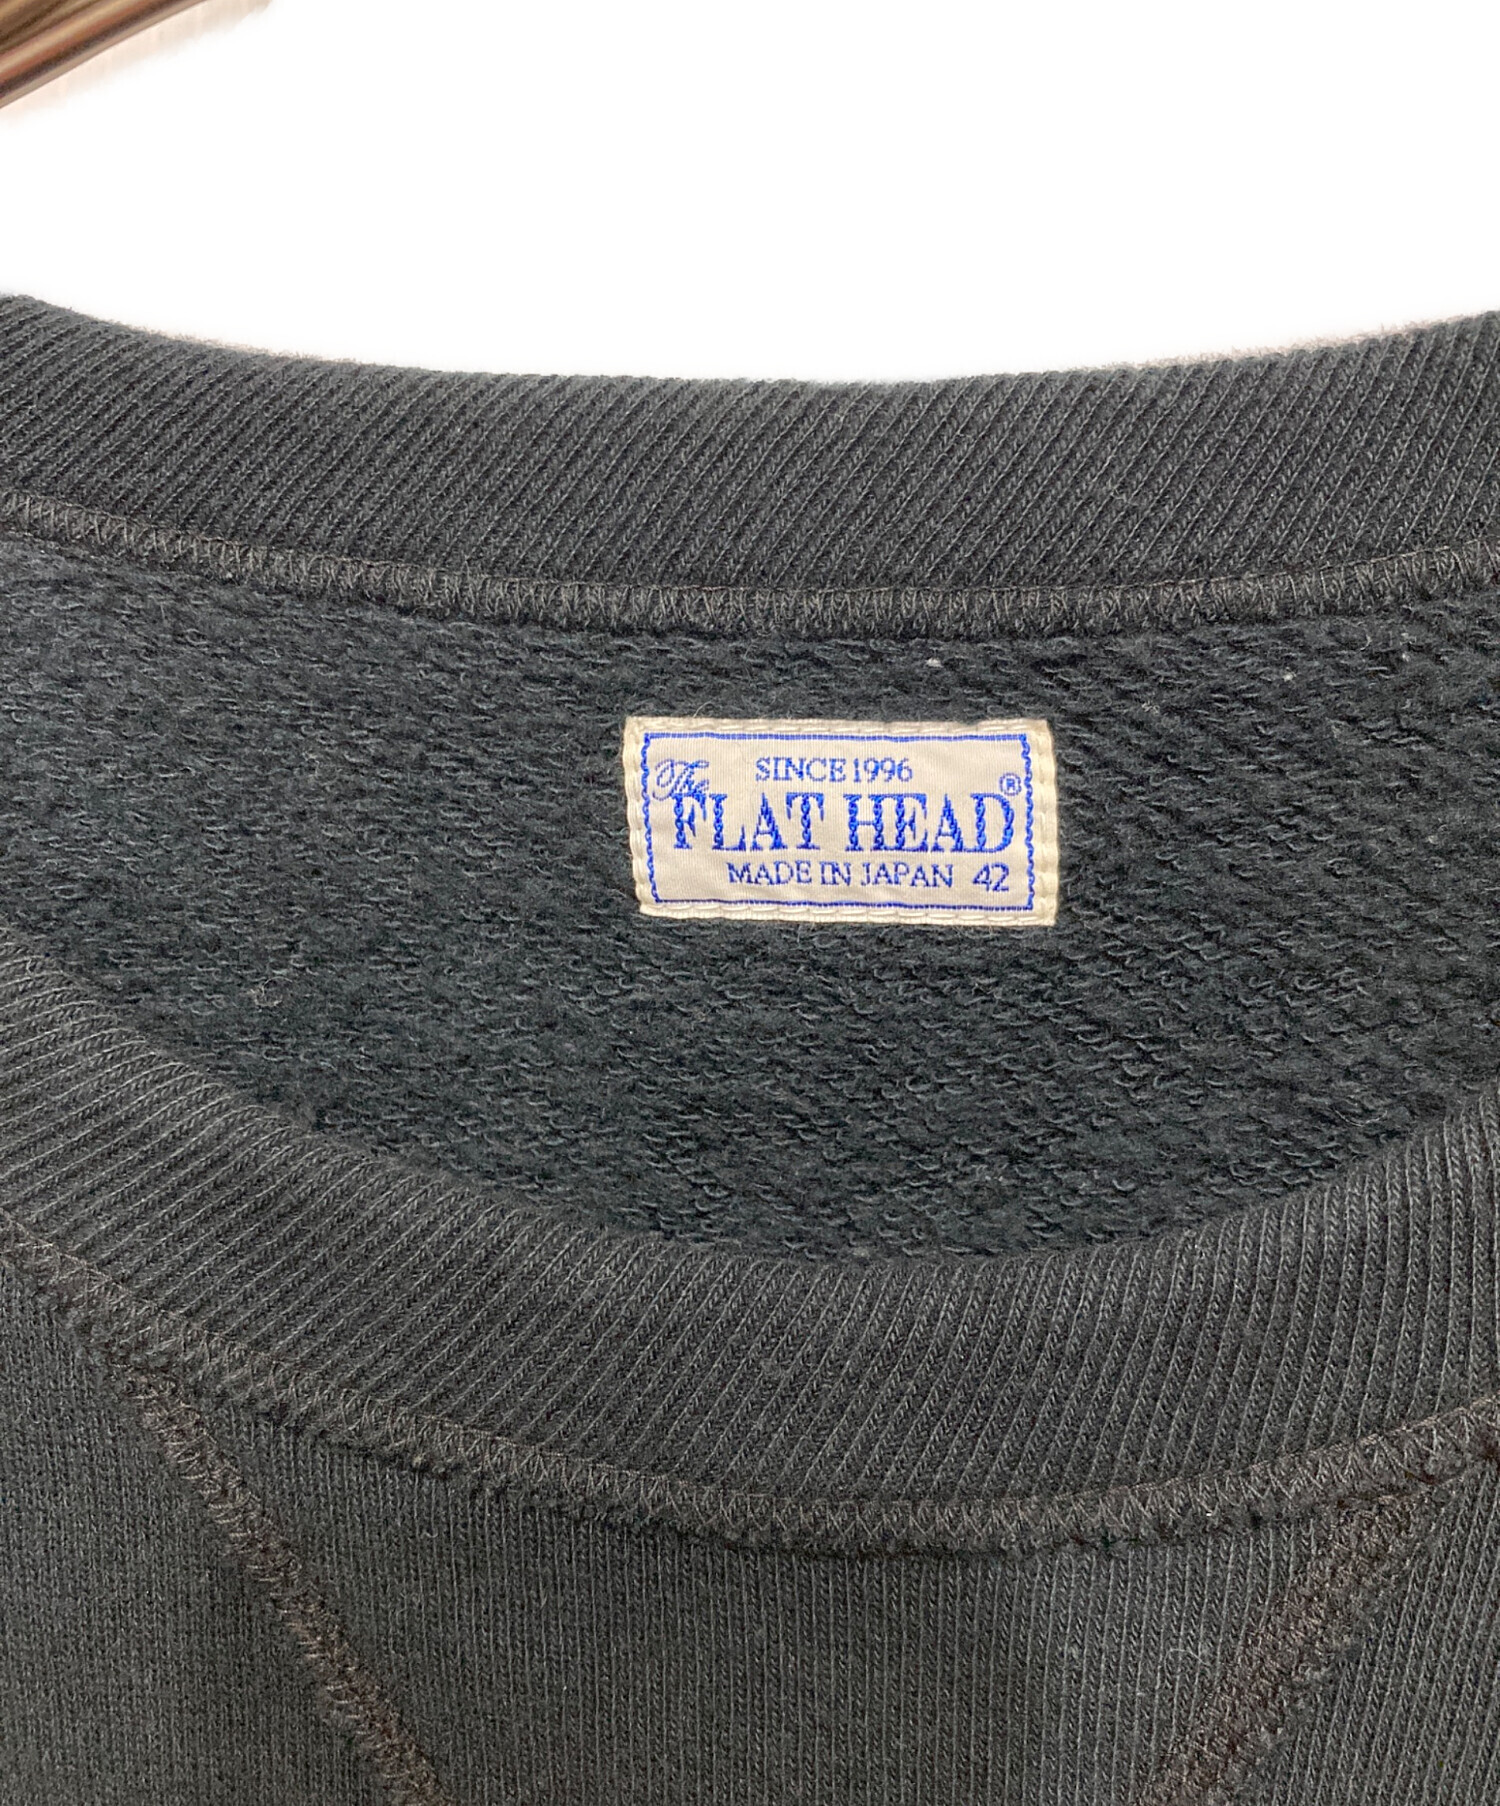 SINCE 1996
The FLAT HEAD®
MADE IN JAPAN 42